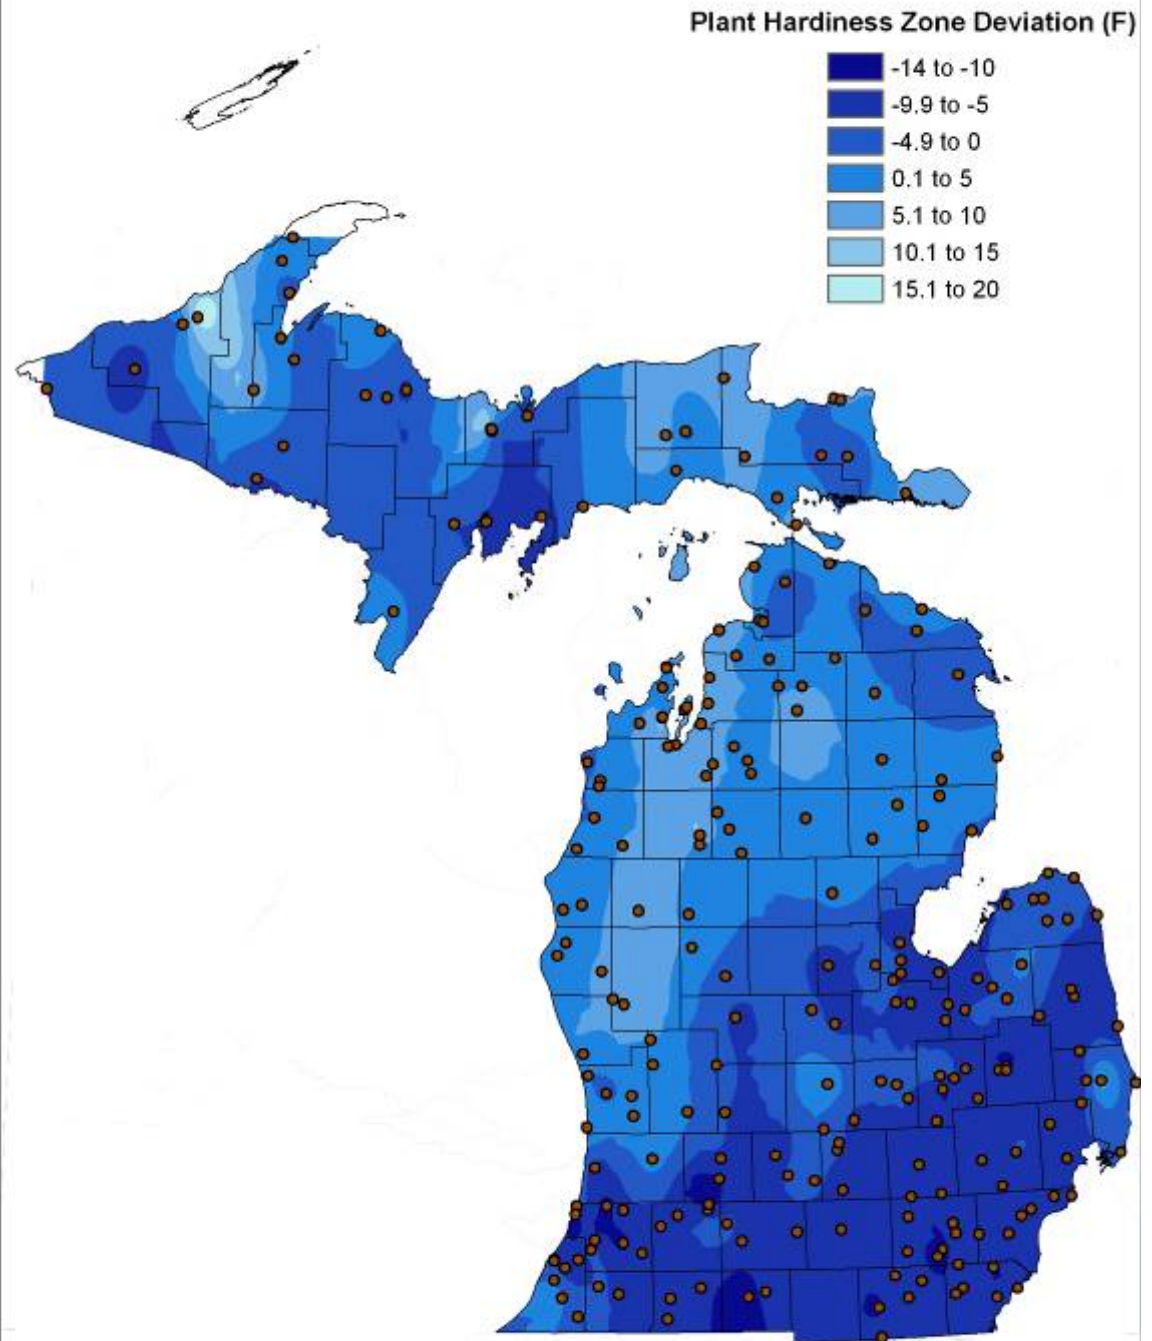 Plant Hardiness Zone Deviation (F)
-14 to -10
-9.9 to -5
-4.9 to 0
0.1 to 5
5.1 to 10
10.1 to 15
15.1 to 20